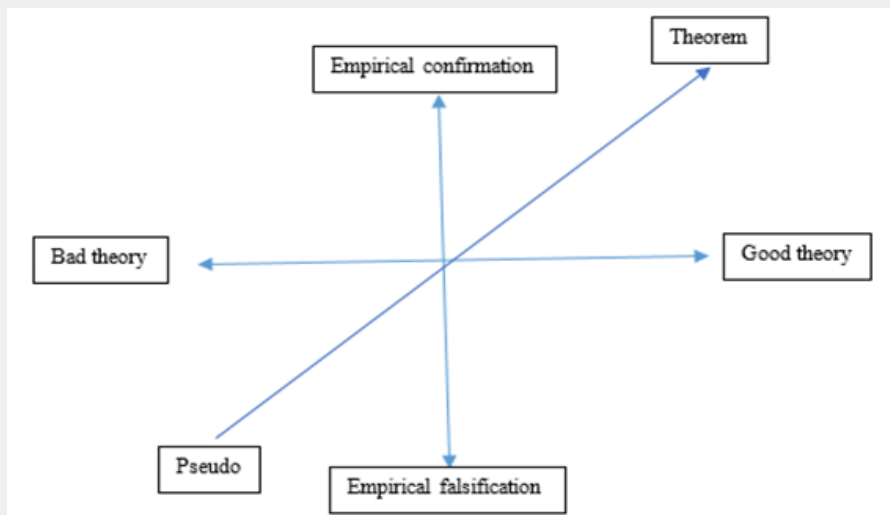 Theorem
Empirical confirmation
Bad theory
Good theory
Pseudo
Empirical falsification